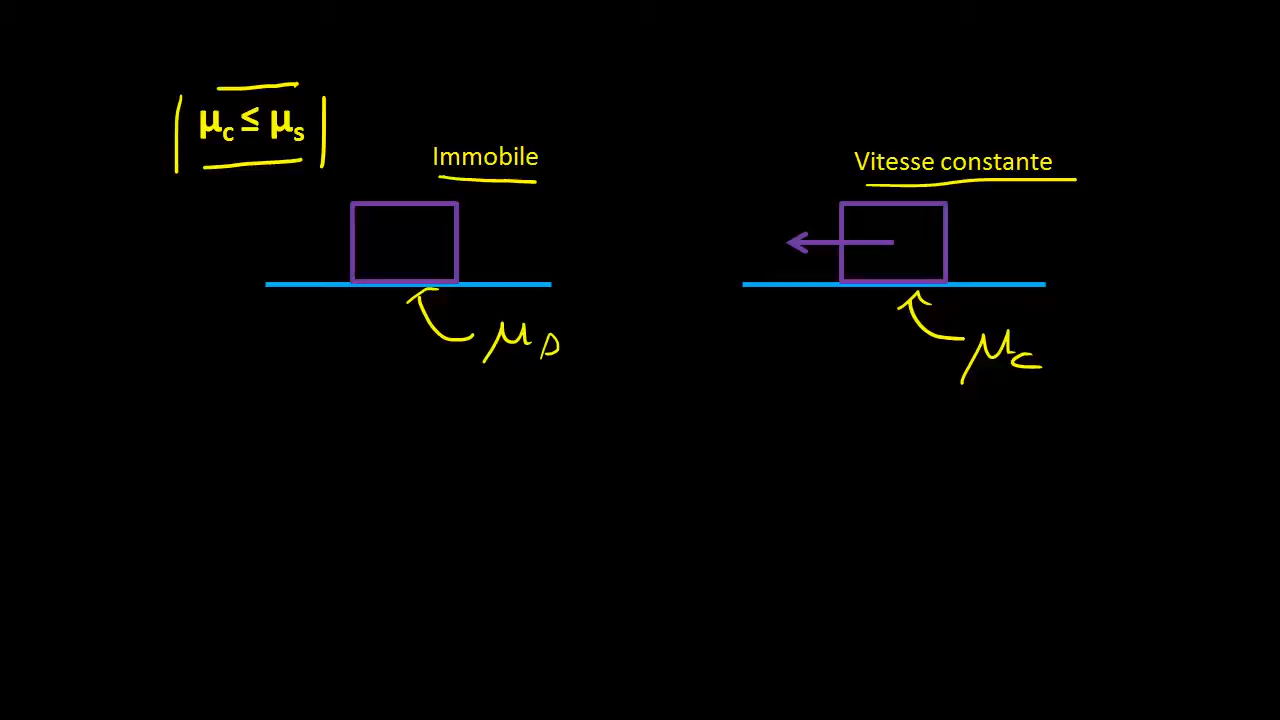 μc ≤ μs
Immobile
Vitesse constante
μs
μc